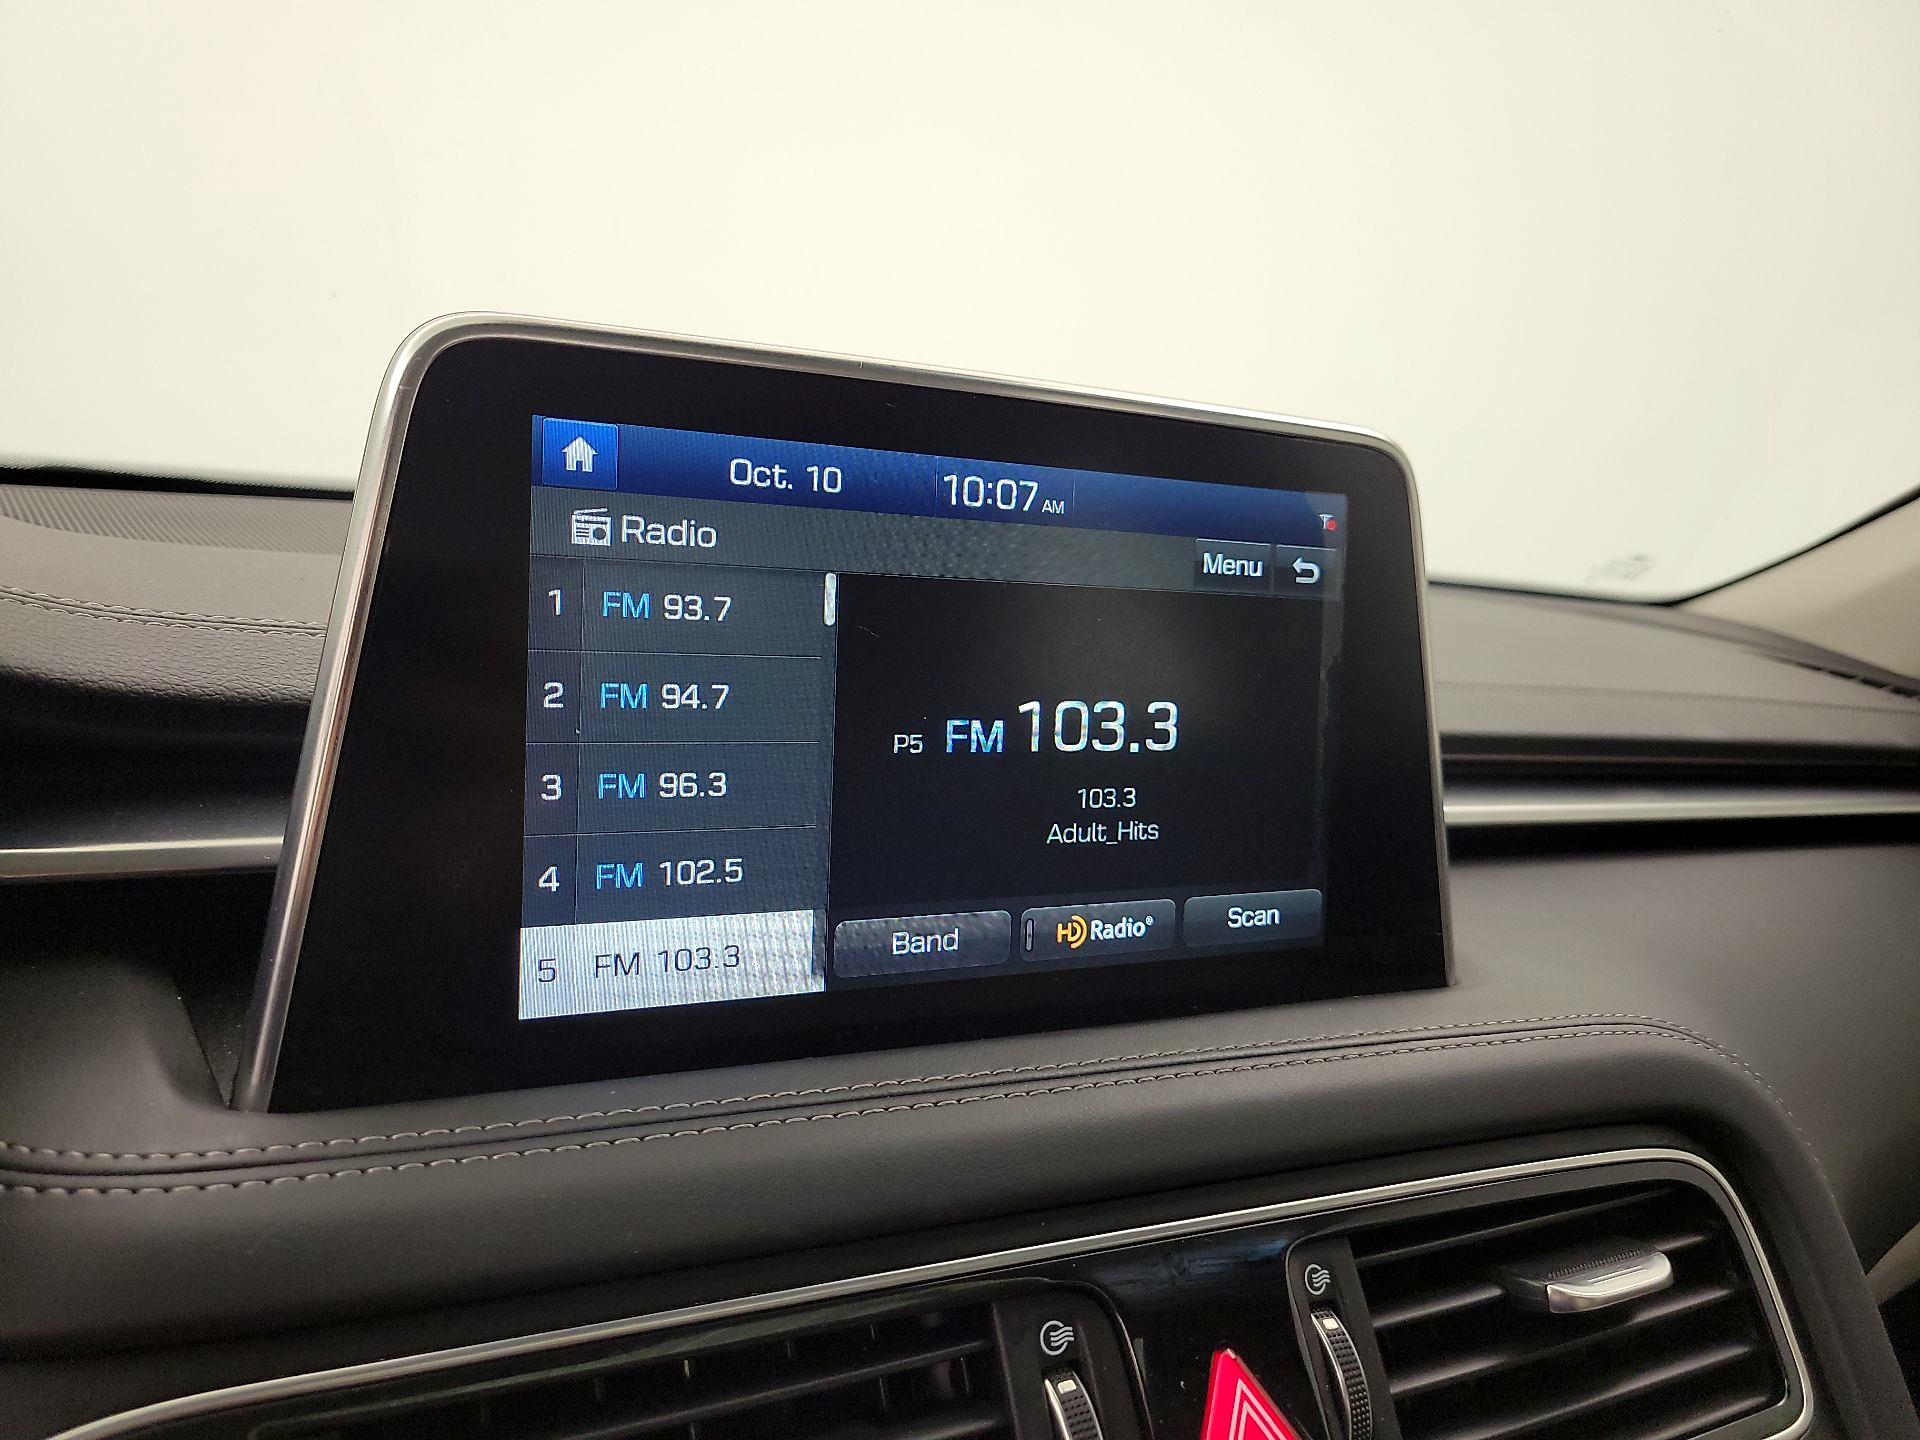 Oct. 10 10:07 AM
Radio
Menu
1 FM 93.7
2 FM 94.7
3 FM 96.3
4 FM 102.5
5 FM 103.3
P5 FM 103.3
103.3
Adult_Hits
Band HD Radio® Scan